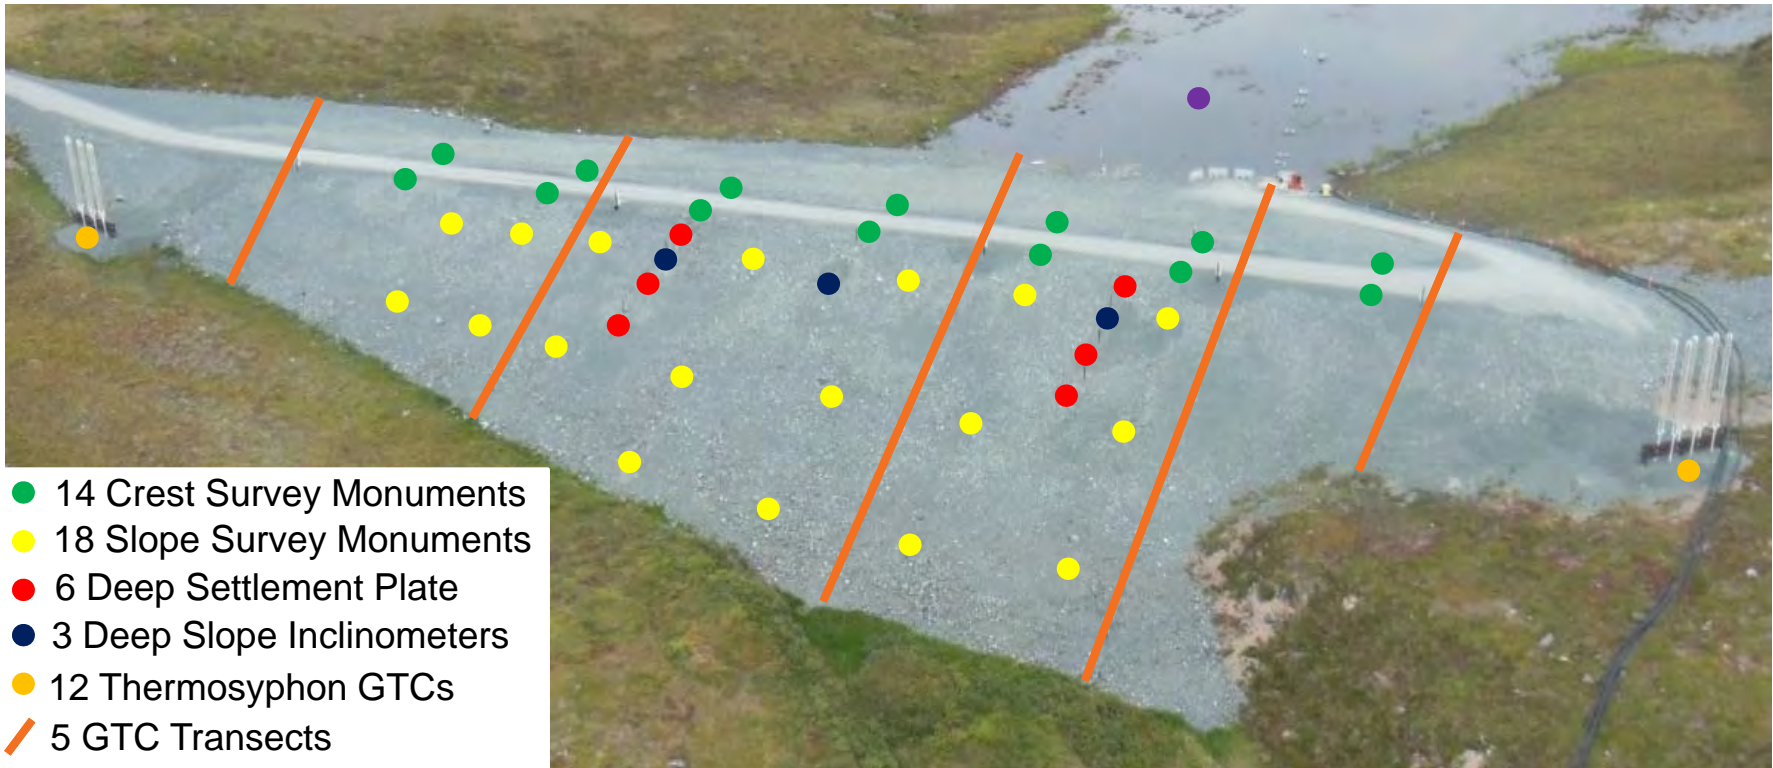 14 Crest Survey Monuments
18 Slope Survey Monuments
6 Deep Settlement Plate
3 Deep Slope Inclinometers
12 Thermosyphon GTCs
5 GTC Transects